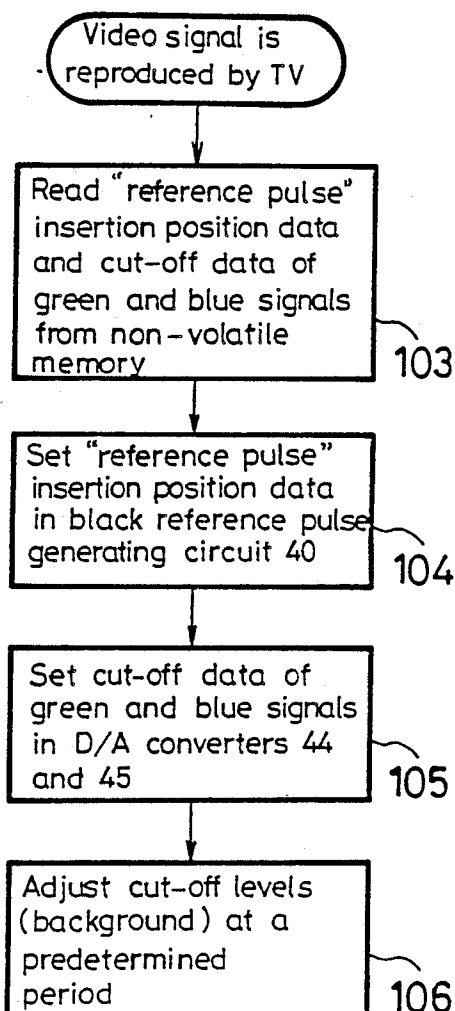 Video signal is
reproduced by TV
Read “reference pulse”
insertion position data
and cut-off data of
green and blue signals
from non-volatile
memory
103
Set “reference pulse”
insertion position data
in black reference pulse
generating circuit 40
104
Set cut-off data of
green and blue signals
in D/A converters 44
and 45
105
Adjust cut-off levels
(background) at a
predetermined
period
106